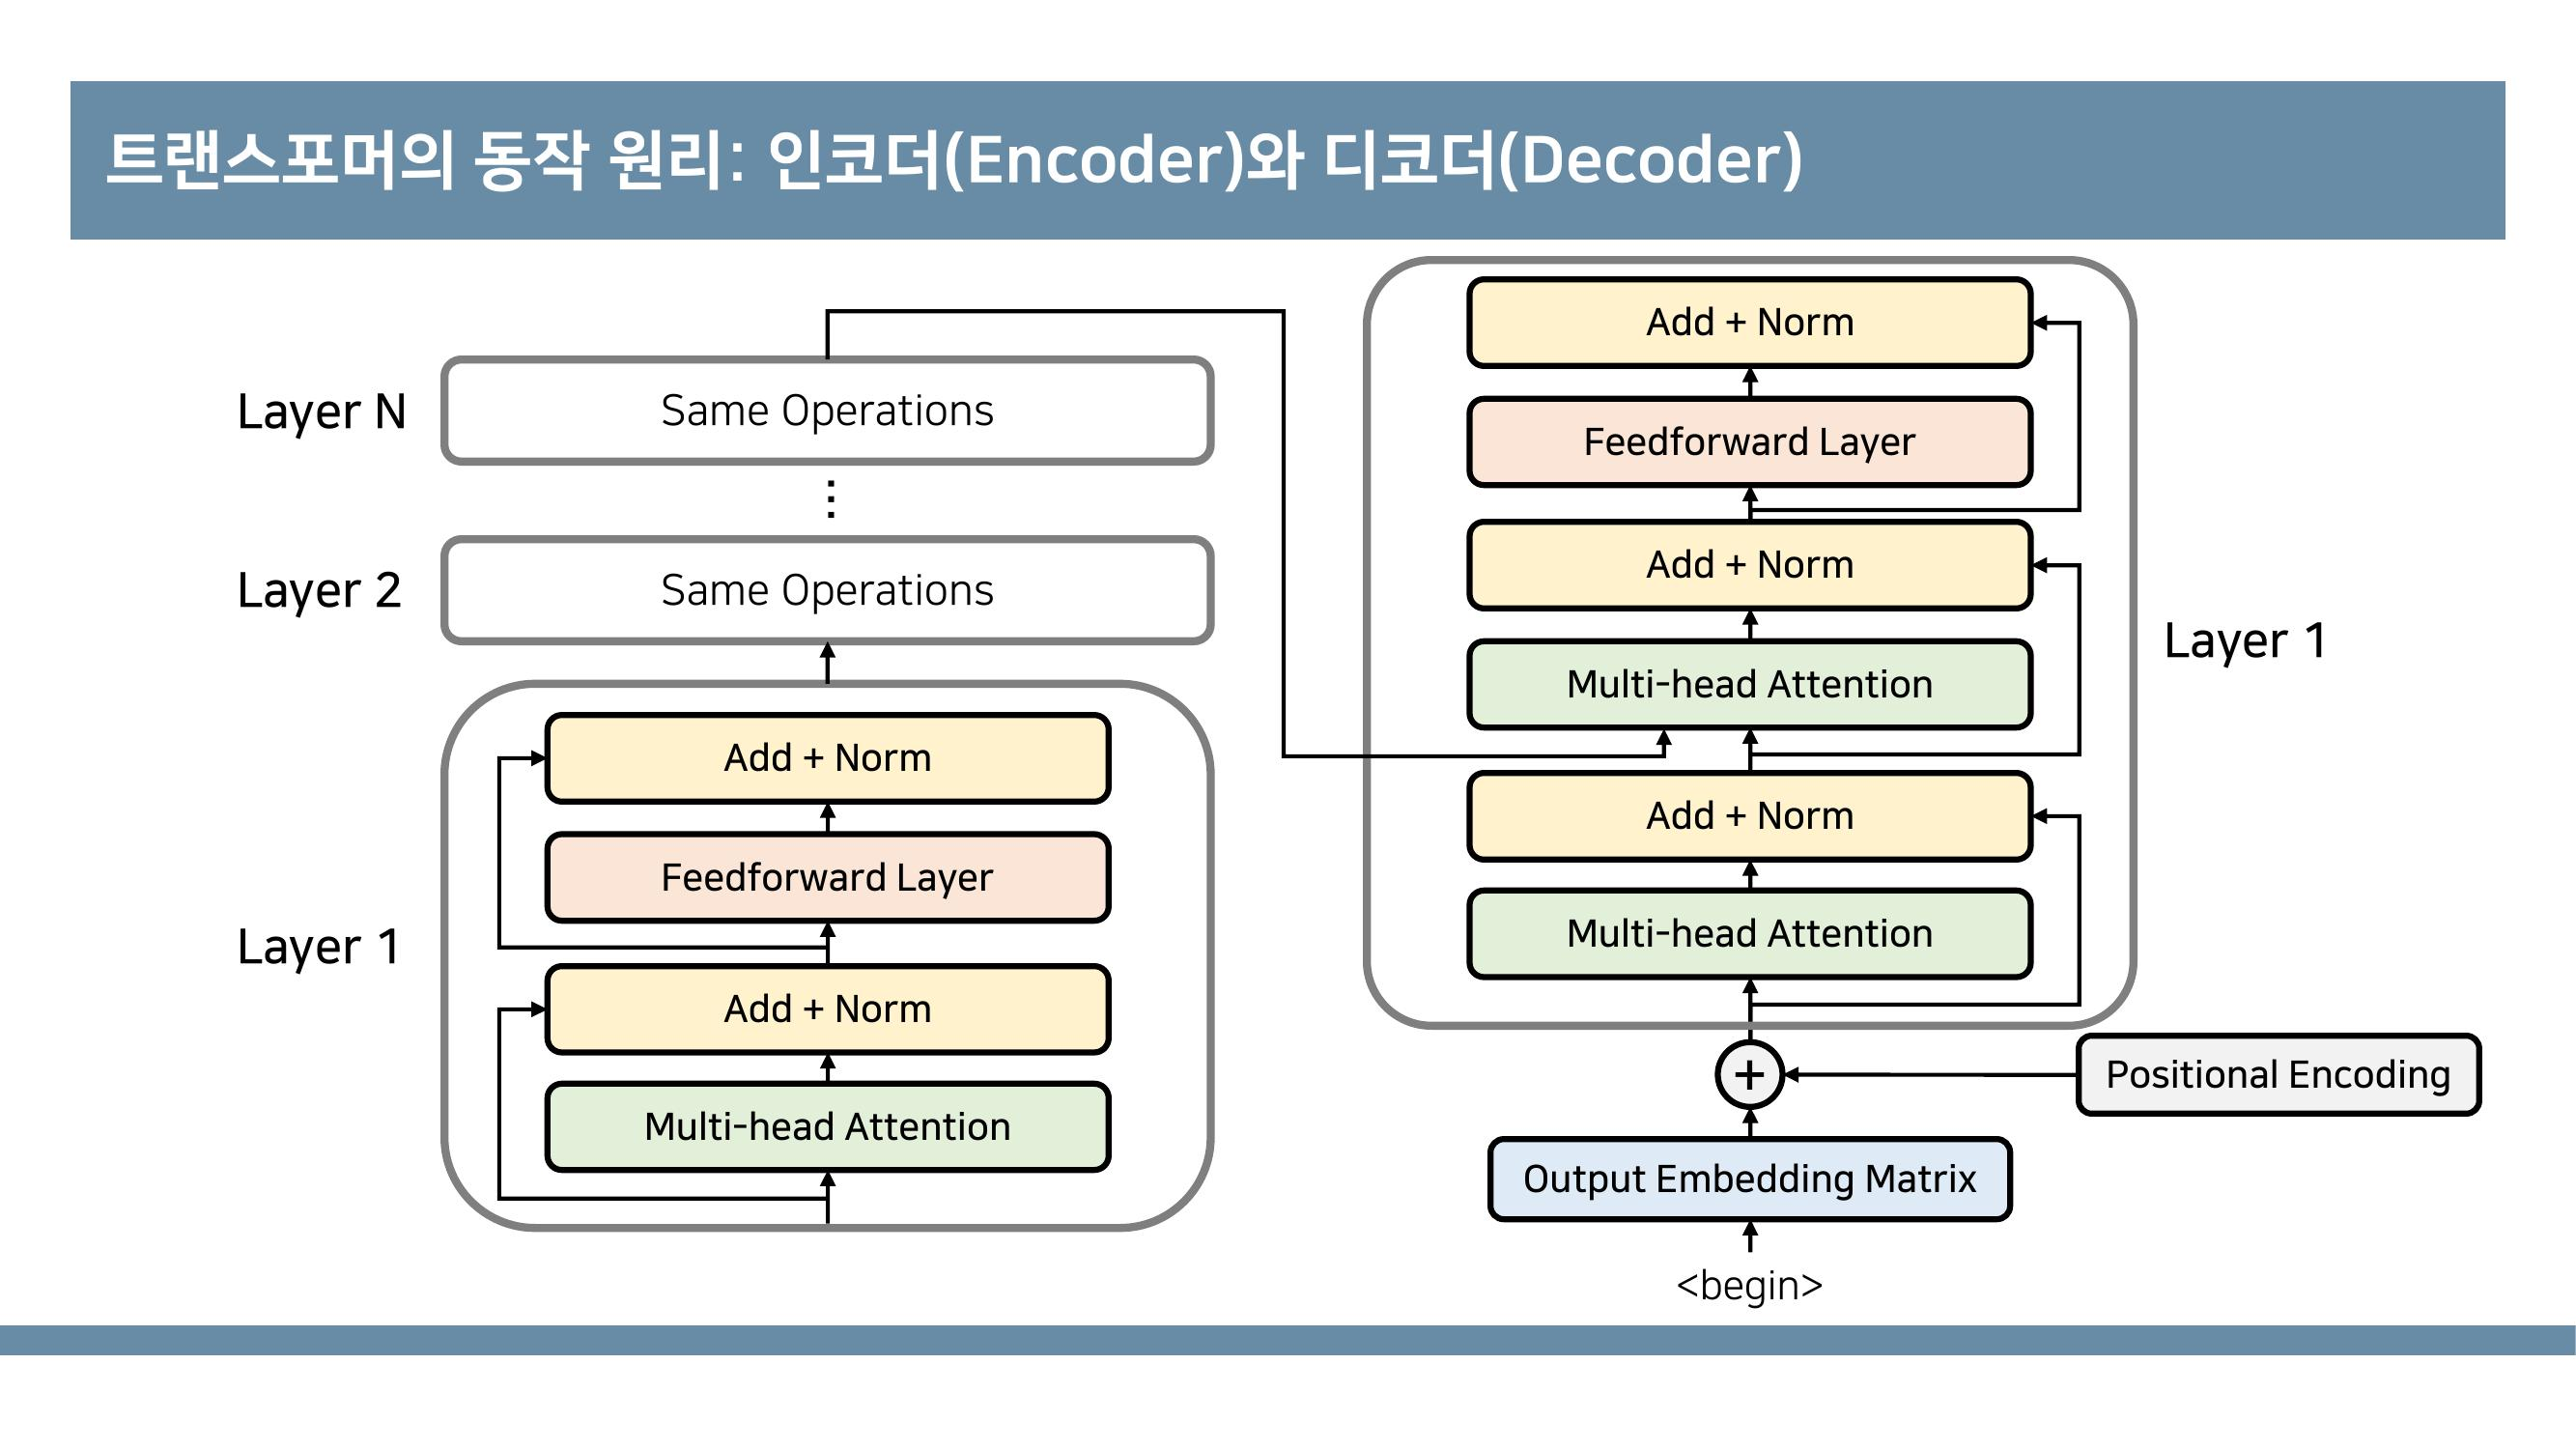 트랜스포머의 동작 원리: 인코더(Encoder)와 디코더(Decoder)
Layer N
Same Operations
⋮
Layer 2
Same Operations
Layer 1
Add + Norm
Feedforward Layer
Add + Norm
Multi-head Attention
Add + Norm
Feedforward Layer
Add + Norm
Multi-head Attention
Add + Norm
Multi-head Attention
Layer 1
+
Positional Encoding
Output Embedding Matrix
<begin>